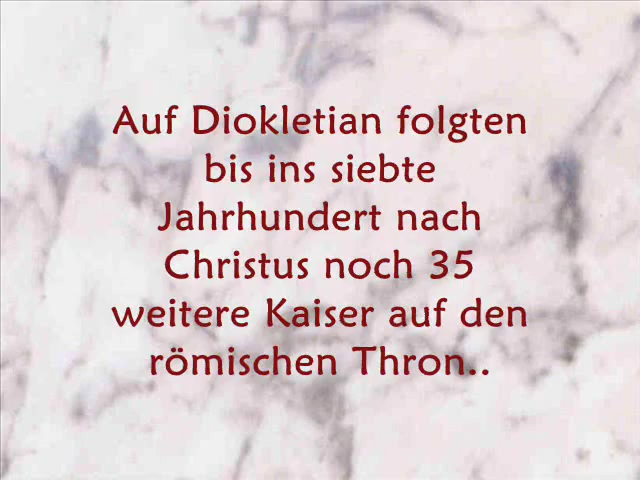 Auf Diokletian folgten
bis ins siebte
Jahrhundert nach
Christus noch 35
weitere Kaiser auf den
römischen Thron..